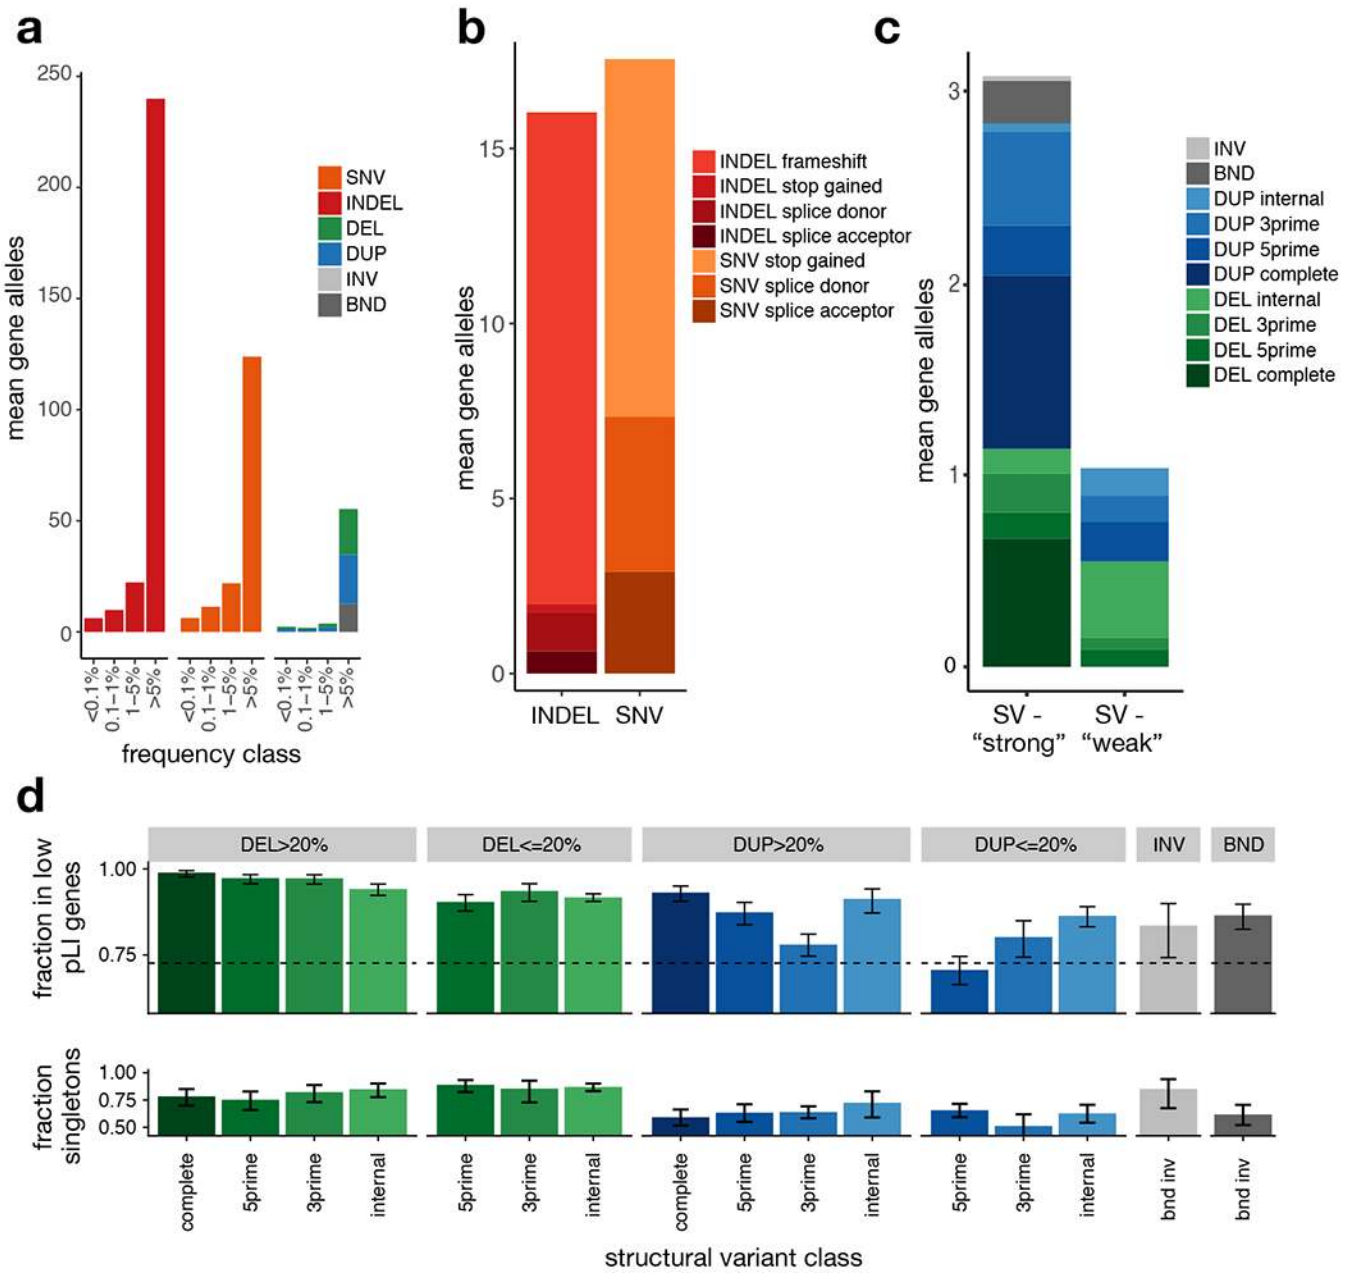 a
250
200
150
100
50
0
mean gene alleles
SNV
INDEL
DEL
DUP
INV
BND
<0.1%
0.1–1%
1–5%
>5%
<0.1%
0.1–1%
1–5%
>5%
<0.1%
0.1–1%
1–5%
>5%
frequency class
b
15
10
5
0
mean gene alleles
INDEL frameshift
INDEL stop gained
INDEL splice donor
INDEL splice acceptor
SNV stop gained
SNV splice donor
SNV splice acceptor
INDEL
SNV
c
3
2
1
0
mean gene alleles
INV
BND
DUP internal
DUP 3prime
DUP 5prime
DUP complete
DEL internal
DEL 3prime
DEL 5prime
DEL complete
SV -
“strong”
SV -
“weak”
d
DEL>20%
DEL<=20%
DUP>20%
DUP<=20%
INV
BND
fraction in low
pLI genes
1.00
0.75
fraction
singletons
1.00
0.75
0.50
complete
5prime
3prime
internal
5prime
3prime
internal
complete
5prime
3prime
internal
5prime
3prime
internal
bnd inv
bnd inv
structural variant class